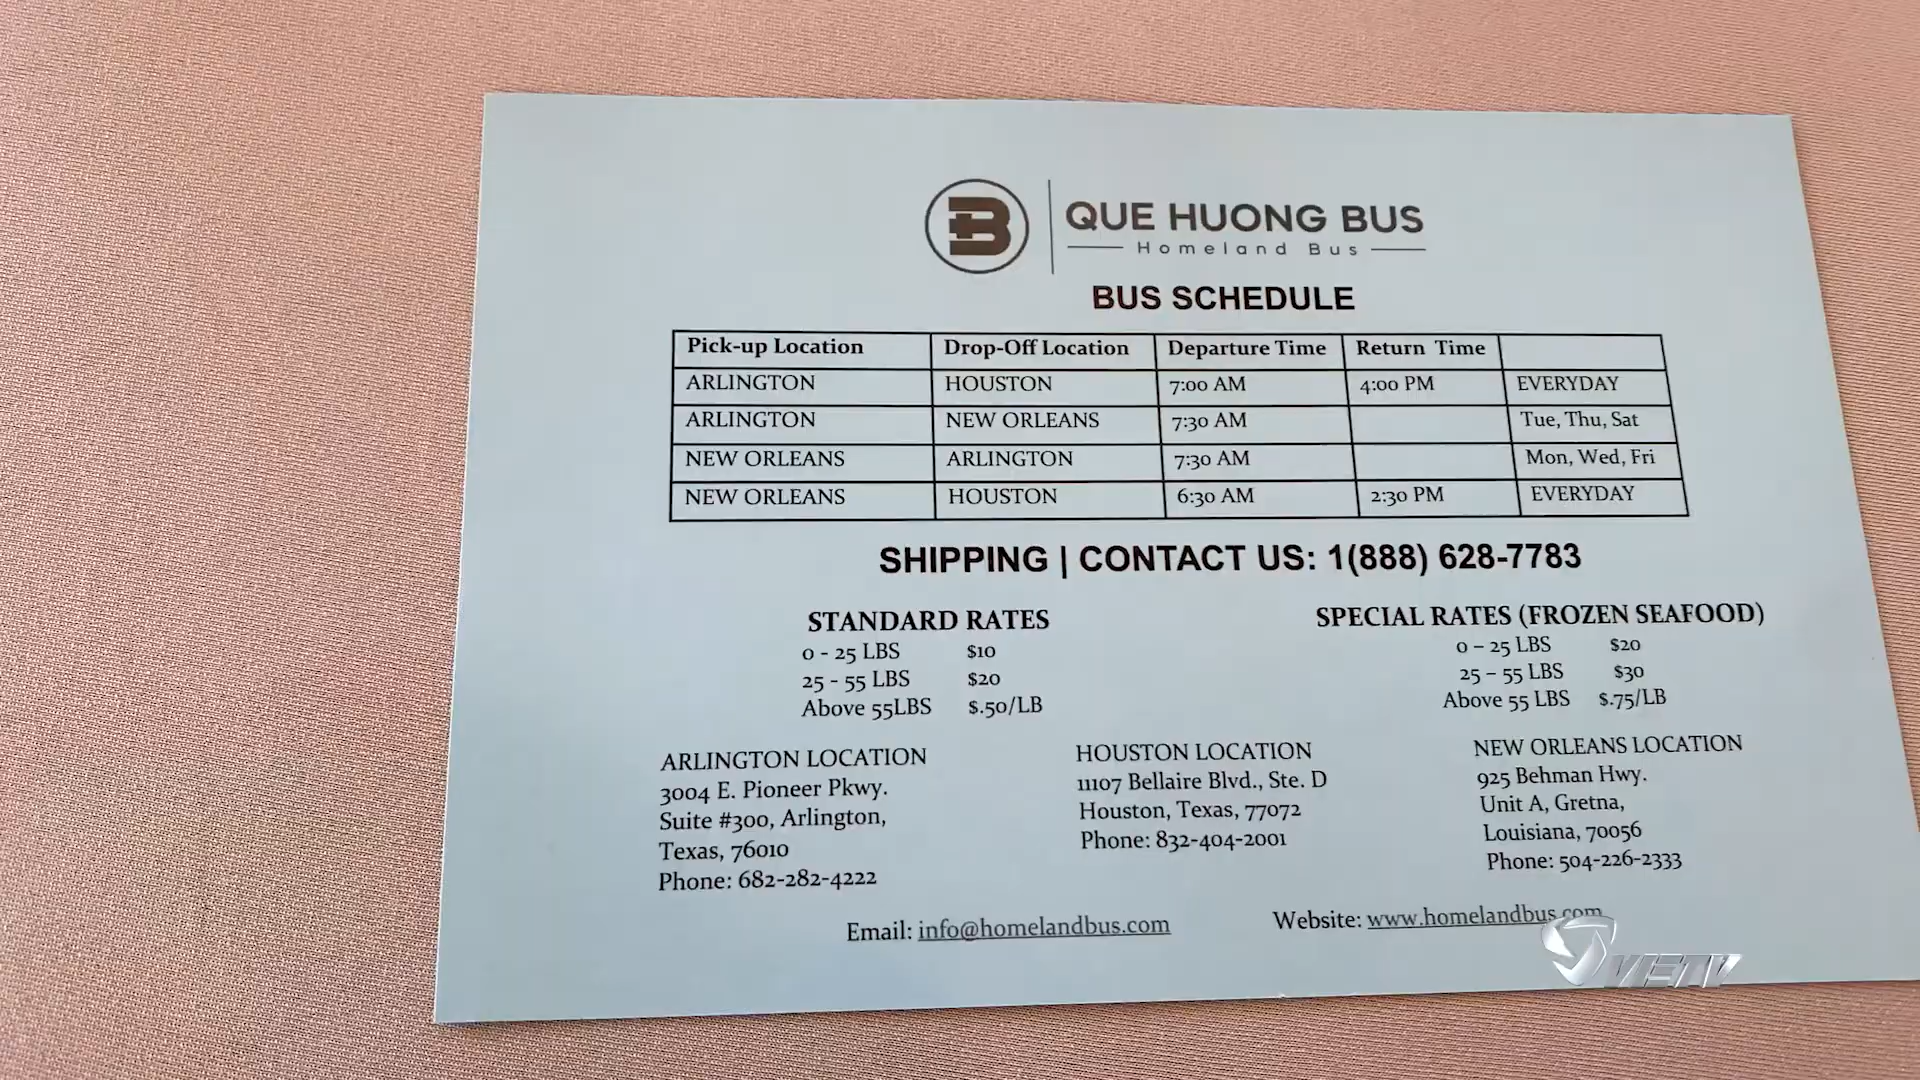 B
QUE HUONG BUS
Homeland Bus
BUS SCHEDULE
Pick-up Location Drop-Off Location Departure Time Return Time
ARLINGTON HOUSTON 7:00 AM 4:00 PM EVERYDAY
ARLINGTON NEW ORLEANS 7:30 AM Tue, Thu, Sat
NEW ORLEANS ARLINGTON 7:30 AM Mon, Wed, Fri
NEW ORLEANS HOUSTON 6:30 AM 2:30 PM EVERYDAY
SHIPPING | CONTACT US: 1(888) 628-7783
STANDARD RATES
0 - 25 LBS $10
25 - 55 LBS $20
Above 55LBS $.50/LB
SPECIAL RATES (FROZEN SEAFOOD)
0 – 25 LBS $20
25 – 55 LBS $30
Above 55 LBS $.75/LB
ARLINGTON LOCATION
3004 E. Pioneer Pkwy.
Suite #300, Arlington,
Texas, 76010
Phone: 682-282-4222
HOUSTON LOCATION
11107 Bellaire Blvd., Ste. D
Houston, Texas, 77072
Phone: 832-404-2001
NEW ORLEANS LOCATION
925 Behman Hwy.
Unit A, Gretna,
Louisiana, 70056
Phone: 504-226-2333
Email: info@homelandbus.com
Website: www.homelandbus.com
VIETV